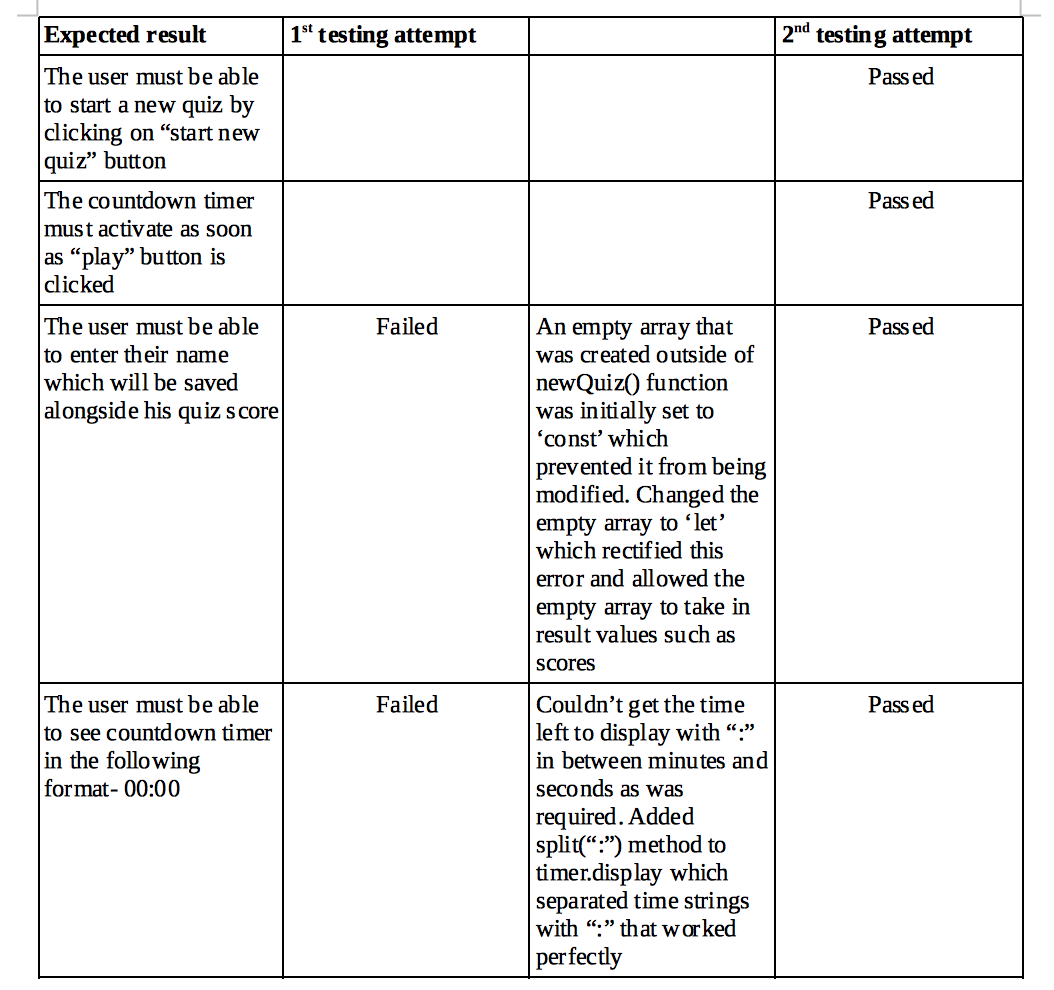 Expected result
1st testing attempt
2nd testing attempt
The user must be able
to start a new quiz by
clicking on “start new
quiz” button
Passed
The countdown timer
must activate as soon
as “play” button is
clicked
Passed
The user must be able
to enter their name
which will be saved
alongside his quiz score
Failed
An empty array that
was created outside of
newQuiz() function
was initially set to
‘const’ which
prevented it from being
modified. Changed the
empty array to ‘let’
which rectified this
error and allowed the
empty array to take in
result values such as
scores
Passed
The user must be able
to see countdown timer
in the following
format- 00:00
Failed
Couldn’t get the time
left to display with “:”
in between minutes and
seconds as was
required. Added
split(“:”) method to
timer.display which
separated time strings
with “:” that worked
perfectly
Passed